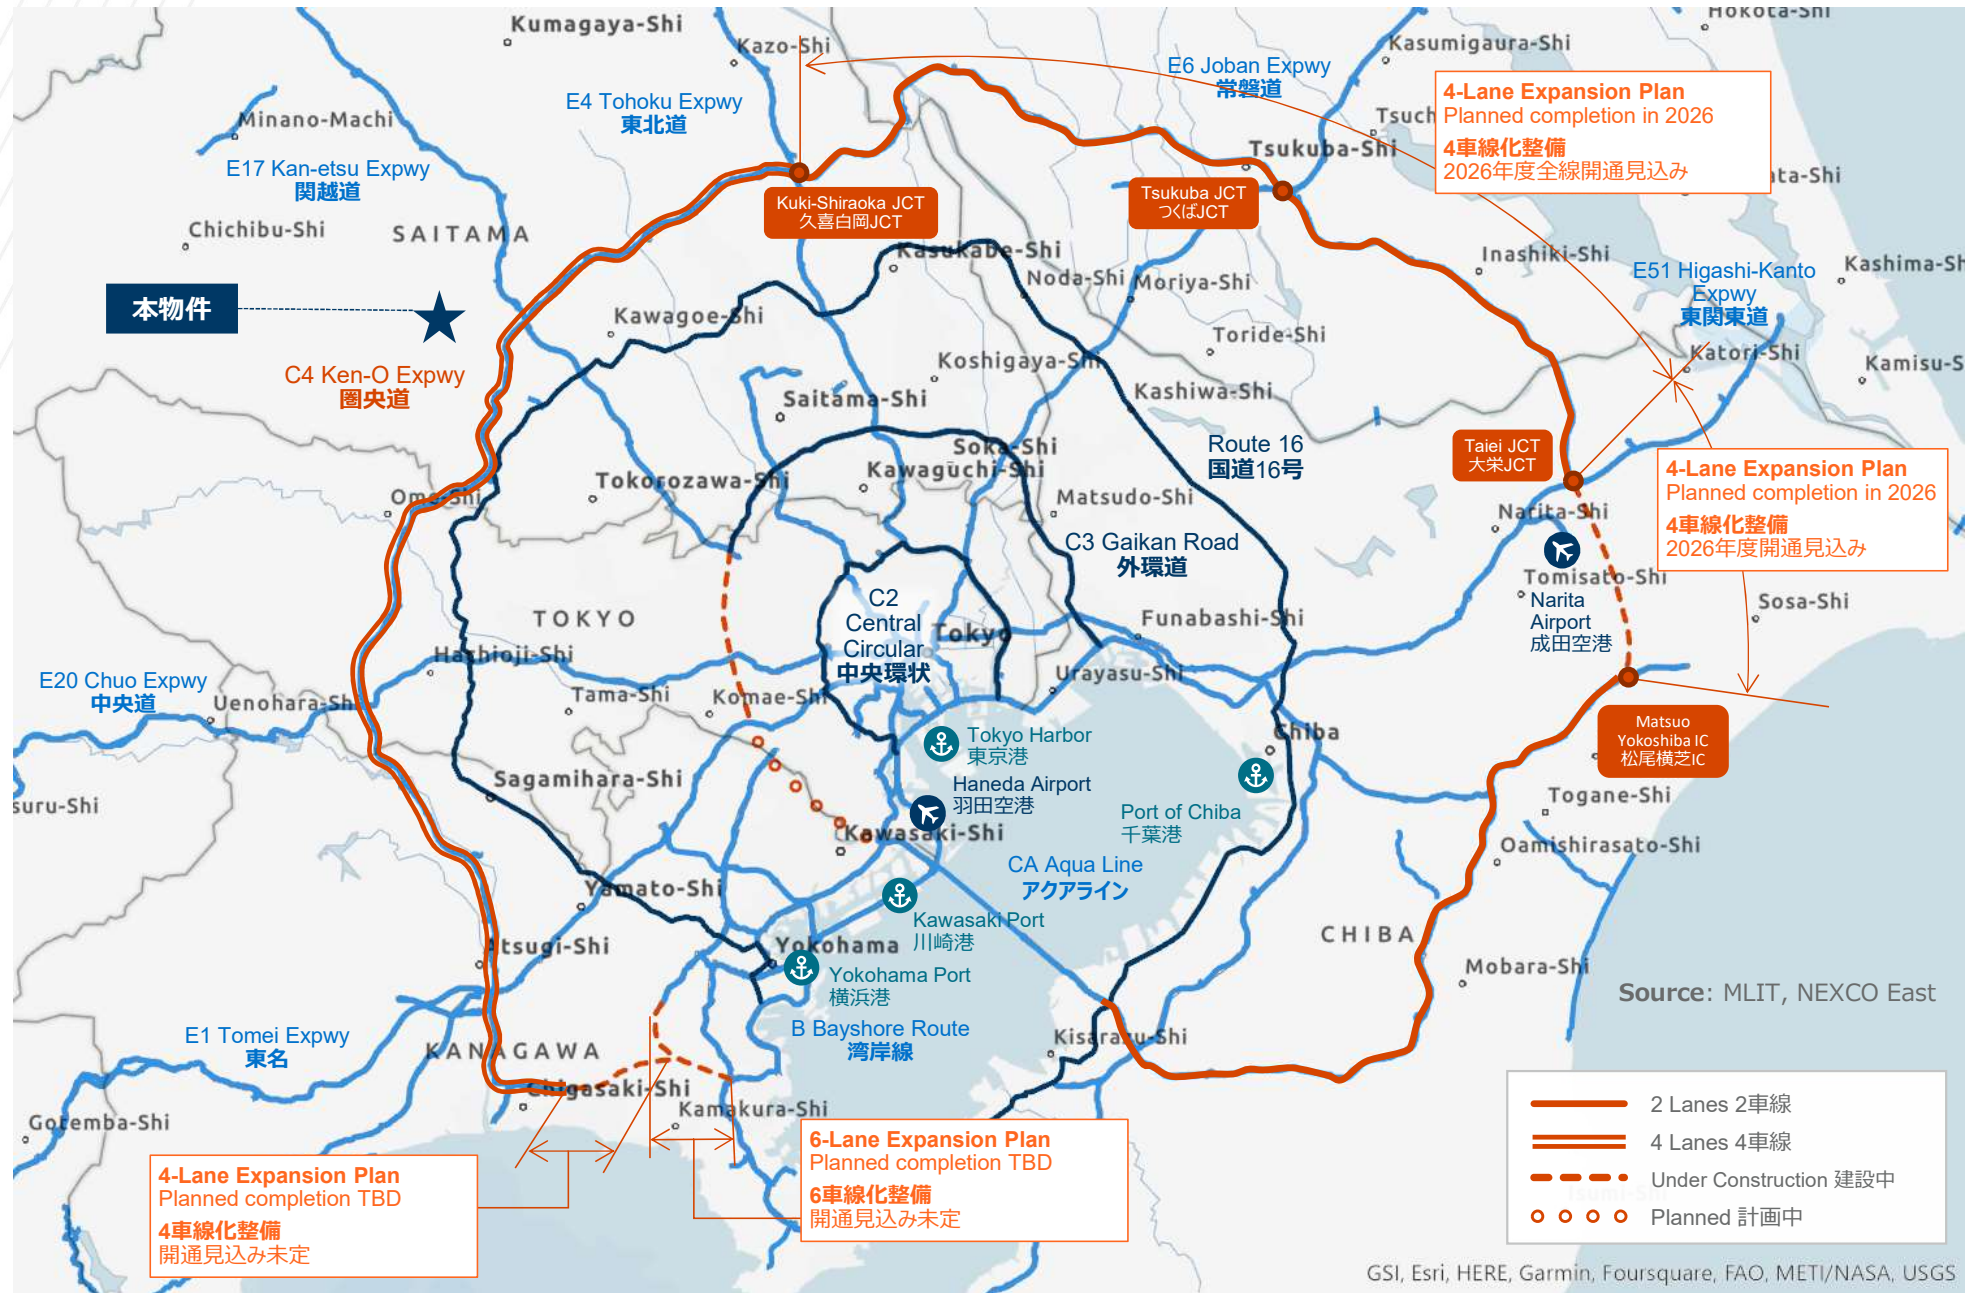 Kumagaya-Shi
Kazo-Shi
Kasumigaura-Shi
Hokota-Shi
E6 Joban Expwy
常磐道
E4 Tohoku Expwy
東北道
Minano-Machi
4-Lane Expansion Plan
Planned completion in 2026
4車線化整備
2026年度全線開通見込み
Tsuch
Tsukuba-Shi
E17 Kan-etsu Expwy
関越道
Kuki-Shiraoka JCT
久喜白岡JCT
Tsukuba JCT
つくばJCT
ata-Shi
Chichibu-Shi
SAITAMA
Kasukabe-Shi
Inashiki-Shi
Kashima-Sh
Noda-Shi
Moriya-Shi
E51 Higashi-Kanto
Expwy
東関東道
本物件
Kawagoe-Shi
Toride-Shi
Katori-Shi
Kamisu-S
Koshigaya-Shi
C4 Ken-O Expwy
圏央道
Saitama-Shi
Kashiwa-Shi
Soka-Shi
Route 16
国道16号
Taiei JCT
大栄JCT
Kawaguchi-Shi
Tokorozawa-Shi
Ome-Shi
Matsudo-Shi
Narita-Shi
4-Lane Expansion Plan
Planned completion in 2026
4車線化整備
2026年度開通見込み
C3 Gaikan Road
外環道
Tomisato-Shi
Narita
Airport
成田空港
Sosa-Shi
C2
Central
Circular
中央環状
TOKYO
Tokyo
Funabashi-Shi
Hachioji-Shi
E20 Chuo Expwy
中央道
Uenohara-Shi
Tama-Shi
Komae-Shi
Urayasu-Shi
Chiba
Matsuo
Yokoshiba IC
松尾横芝IC
Tokyo Harbor
東京港
Sagamihara-Shi
Haneda Airport
羽田空港
Port of Chiba
千葉港
Togane-Shi
suru-Shi
Kawasaki-Shi
Oamishirasato-Shi
CA Aqua Line
アクアライン
Yamato-Shi
Kawasaki Port
川崎港
CHIBA
Atsugi-Shi
Yokohama
Yokohama Port
横浜港
Mobara-Shi
Source: MLIT, NEXCO East
E1 Tomei Expwy
東名
B Bayshore Route
湾岸線
Kisarazu-Shi
KANAGAWA
Chigasaki-Shi
Kamakura-Shi
Gotemba-Shi
2 Lanes 2車線
4 Lanes 4車線
Under Construction 建設中
Planned 計画中
4-Lane Expansion Plan
Planned completion TBD
4車線化整備
開通見込み未定
6-Lane Expansion Plan
Planned completion TBD
6車線化整備
開通見込み未定
GSI, Esri, HERE, Garmin, Foursquare, FAO, METI/NASA, USGS